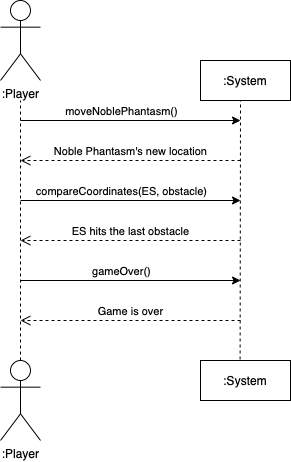 :Player
:System
moveNoblePhantasm()
Noble Phantasm's new location
compareCoordinates(ES, obstacle)
ES hits the last obstacle
gameOver()
Game is over
:Player
:System